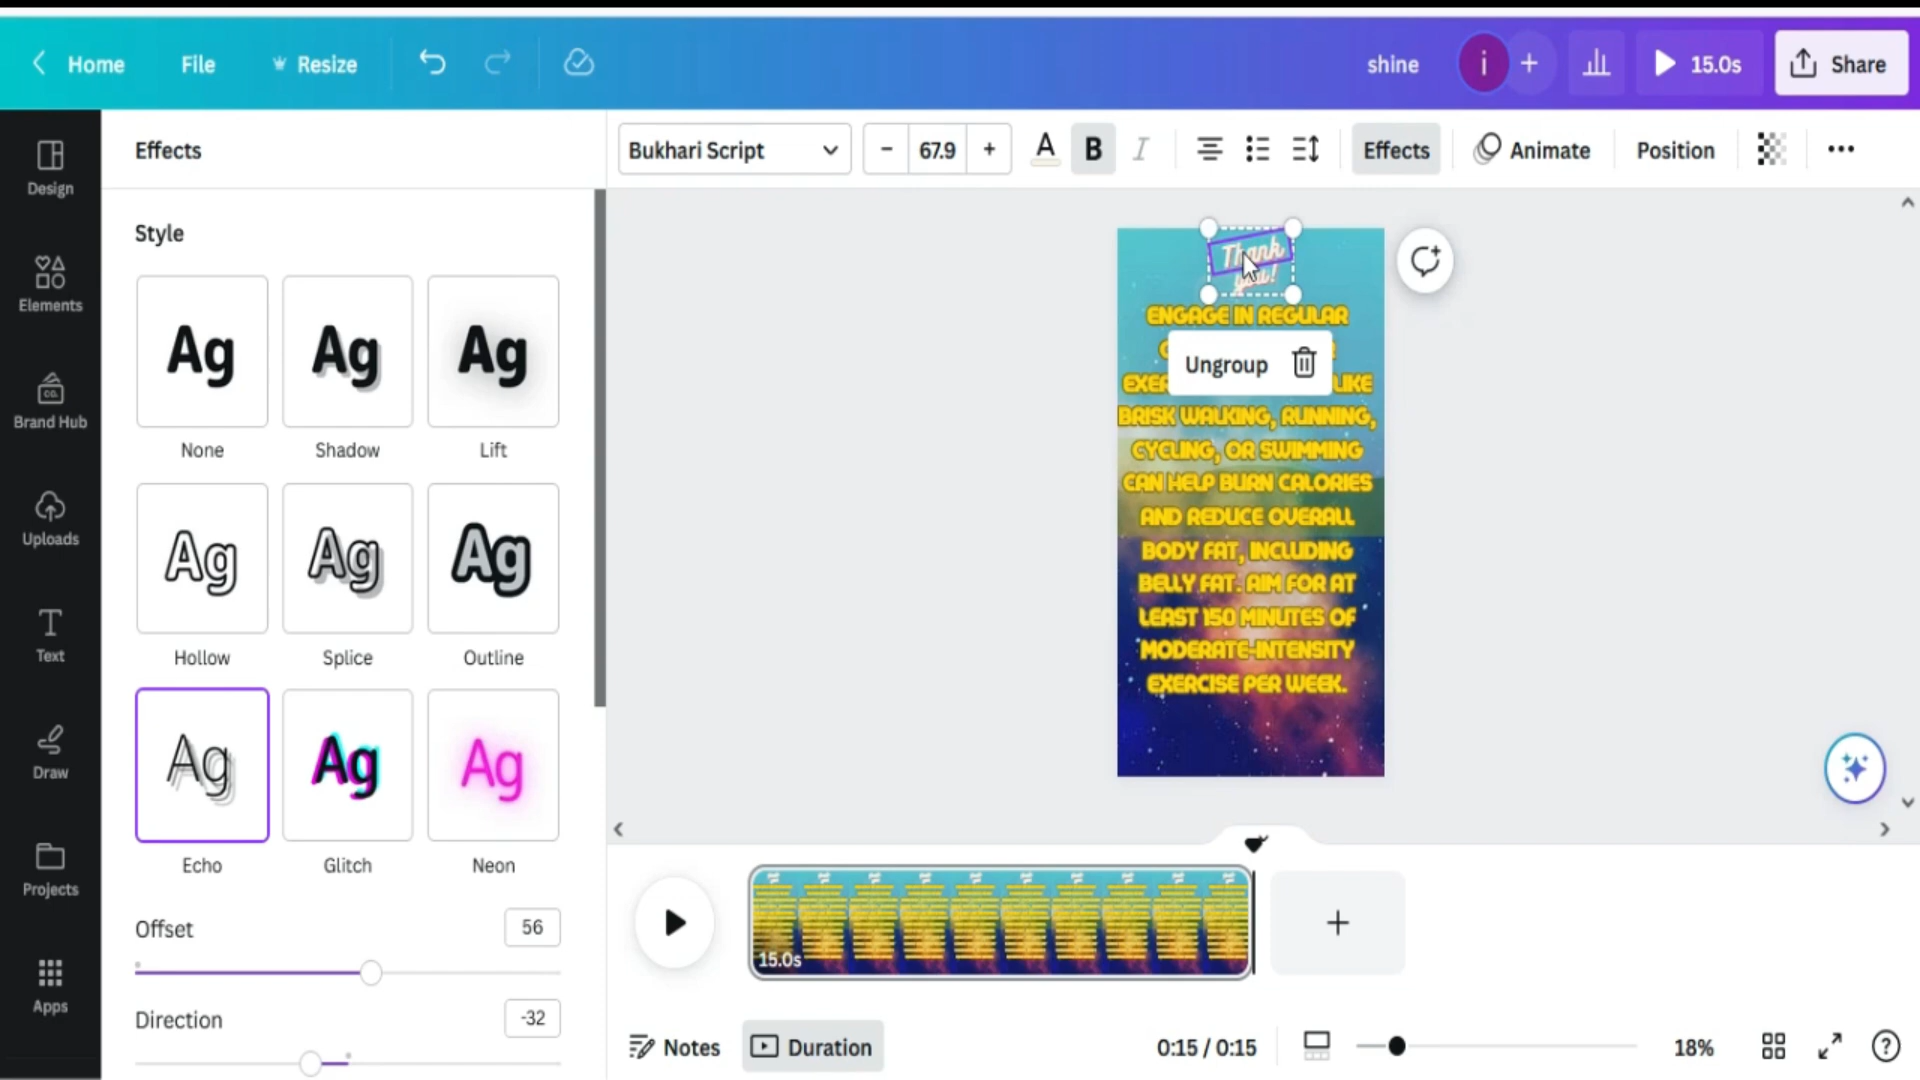 Home File Resize shine i + 15.0s Share
Effects Bukhari Script - 67.9 + A B I Effects Animate Position
Design
Elements
CO.
Brand Hub
Uploads
Text
Draw
Projects
Apps
Style
Ag Ag Ag
None Shadow Lift
Ag Ag Ag
Hollow Splice Outline
Ag Ag Ag
Echo Glitch Neon
Offset 56
Direction -32
Thank
you!
ENGAGE IN REGULAR
Ungroup
LIKE
BRISK WALKING, RUNNING,
CYCLING, OR SWIMMING
CAN HELP BURN CALORIES
AND REDUCE OVERALL
BODY FAT, INCLUDING
BELLY FAT. AIM FOR AT
LEAST 150 MINUTES OF
MODERATE-INTENSITY
EXERCISE PER WEEK.
15.0s
+
Notes Duration 0:15 / 0:15 18% ?